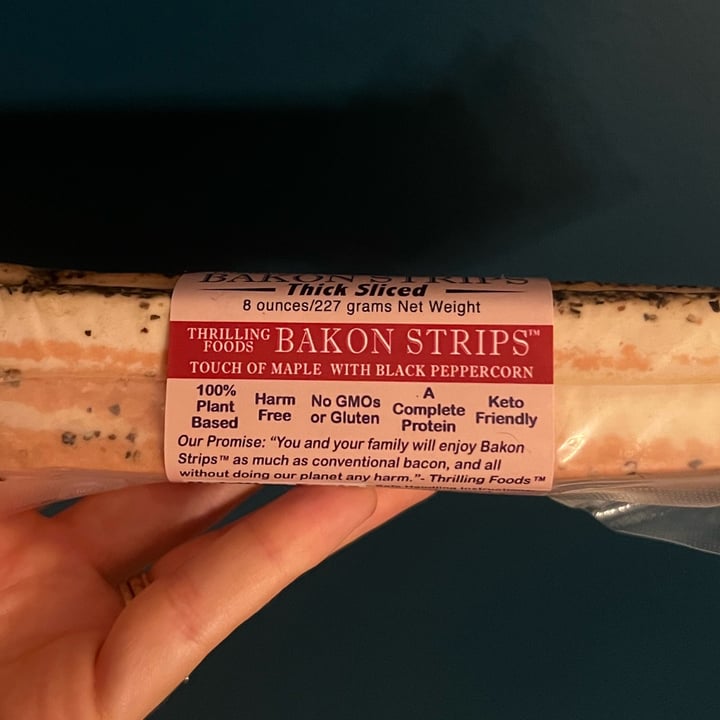 BAKON STRIPS
Thick Sliced
8 ounces/227 grams Net Weight
THRILLING FOODS BAKON STRIPS™
TOUCH OF MAPLE WITH BLACK PEPPERCORN
100% Plant Based
Harm Free
No GMOs or Gluten
A Complete Protein
Keto Friendly
Our Promise: “You and your family will enjoy Bakon
Strips™ as much as conventional bacon, and all
without doing our planet any harm.”- Thrilling Foods™
Safe Handling Instructions